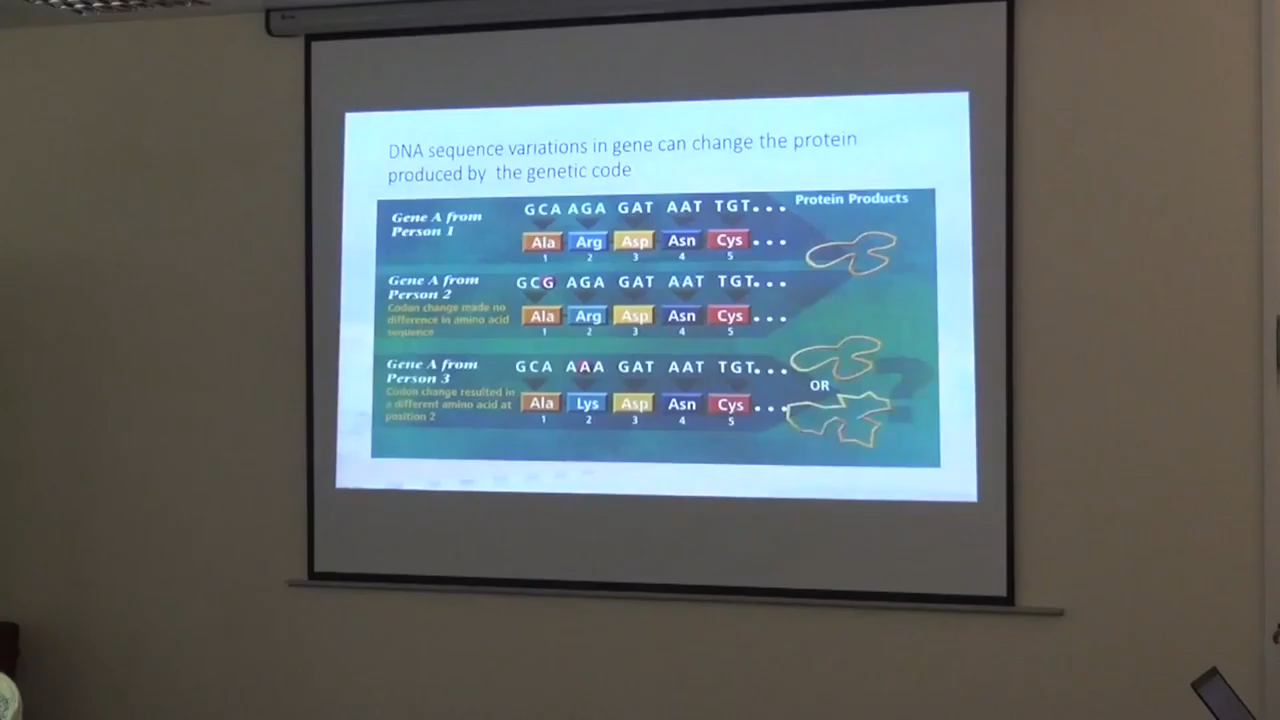 DNA sequence variations in gene can change the protein
produced by the genetic code
Protein Products
Gene A from
Person 1
GCA AGA GAT AAT TGT...
Ala Arg Asp Asn Cys ...
1 2 3 4 5
Gene A from
Person 2
Codon change made no
difference in amino acid
sequence
GCG AGA GAT AAT TGT...
Ala Arg Asp Asn Cys ...
1 2 3 4 5
Gene A from
Person 3
Codon change resulted in
a different amino acid at
position 2
GCA AAA GAT AAT TGT...
Ala Lys Asp Asn Cys ...
1 2 3 4 5
OR
?